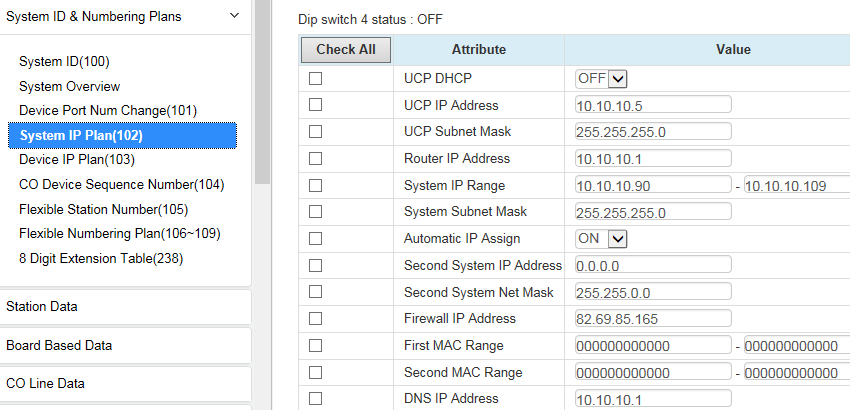 System ID & Numbering Plans
System ID(100)
System Overview
Device Port Num Change(101)
System IP Plan(102)
Device IP Plan(103)
CO Device Sequence Number(104)
Flexible Station Number(105)
Flexible Numbering Plan(106~109)
8 Digit Extension Table(238)
Station Data
Board Based Data
CO Line Data
Dip switch 4 status : OFF
Check All Attribute Value
UCP DHCP OFF
UCP IP Address 10.10.10.5
UCP Subnet Mask 255.255.255.0
Router IP Address 10.10.10.1
System IP Range 10.10.10.90 - 10.10.10.109
System Subnet Mask 255.255.255.0
Automatic IP Assign ON
Second System IP Address 0.0.0.0
Second System Net Mask 255.255.0.0
Firewall IP Address 82.69.85.165
First MAC Range 000000000000 - 000000000000
Second MAC Range 000000000000 - 000000000000
DNS IP Address 10.10.10.1